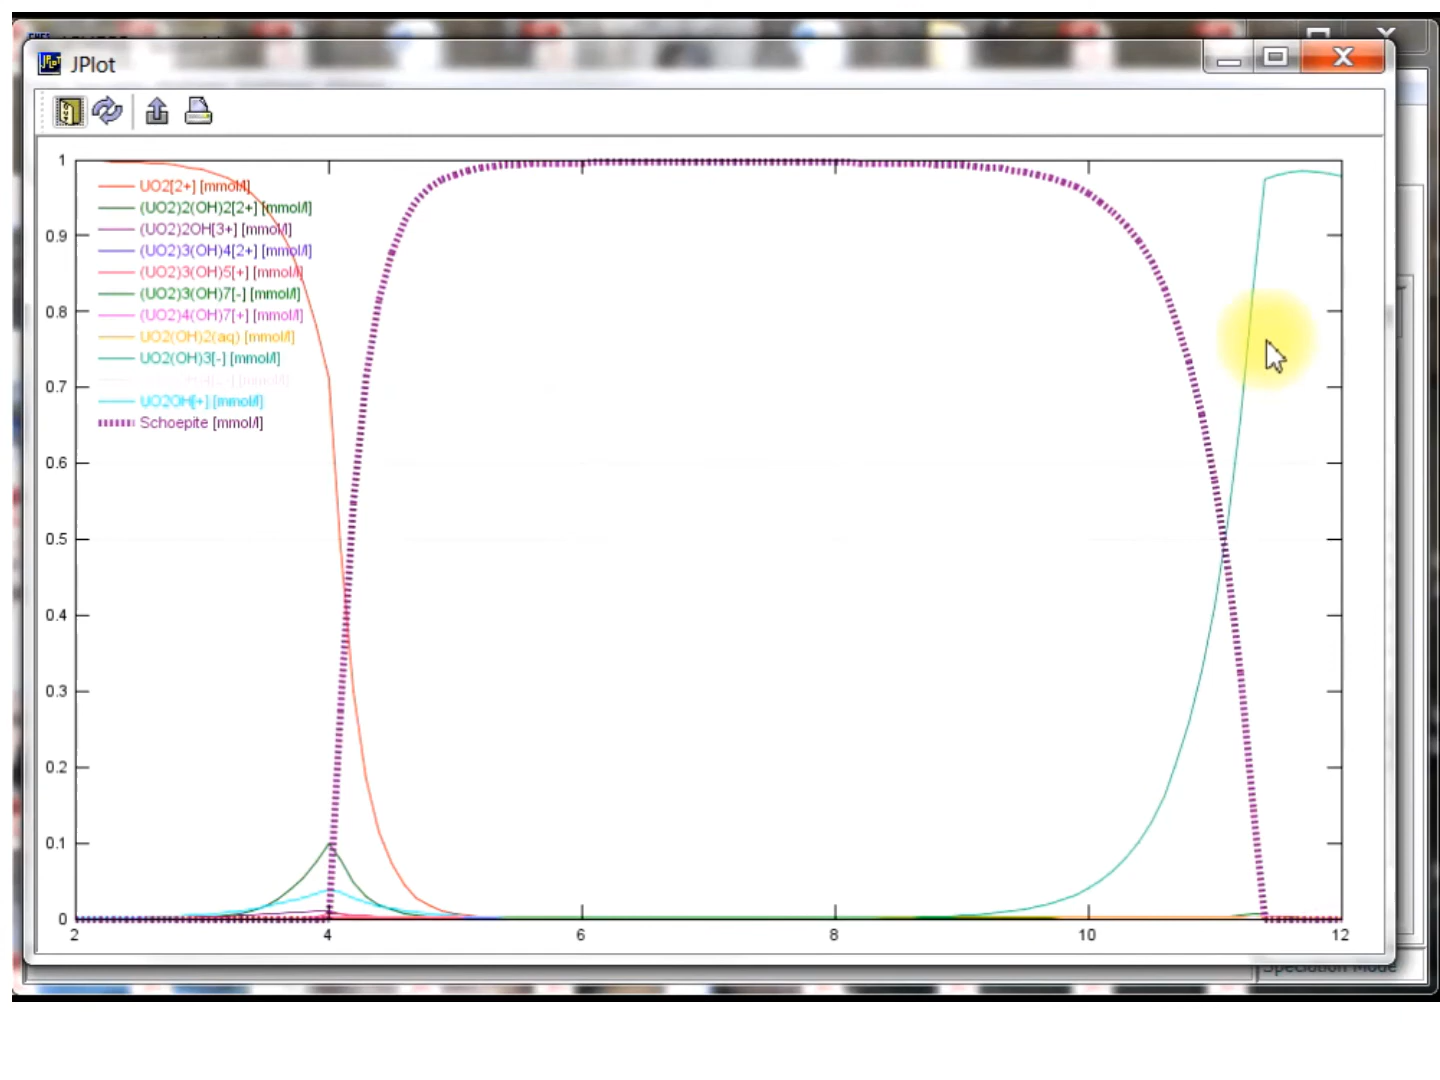 JPlot
1
0.9
0.8
0.7
0.6
0.5
0.4
0.3
0.2
0.1
0
UO2[2+] [mmol/l]
(UO2)2(OH)2[2+] [mmol/l]
(UO2)2OH[3+] [mmol/l]
(UO2)3(OH)4[2+] [mmol/l]
(UO2)3(OH)5[+] [mmol/l]
(UO2)3(OH)7[-] [mmol/l]
(UO2)4(OH)7[+] [mmol/l]
UO2(OH)2(aq) [mmol/l]
UO2(OH)3[-] [mmol/l]
[mmol/l]
UO2OH[+] [mmol/l]
Schoepite [mmol/l]
2 4 6 8 10 12
Speciation Mode